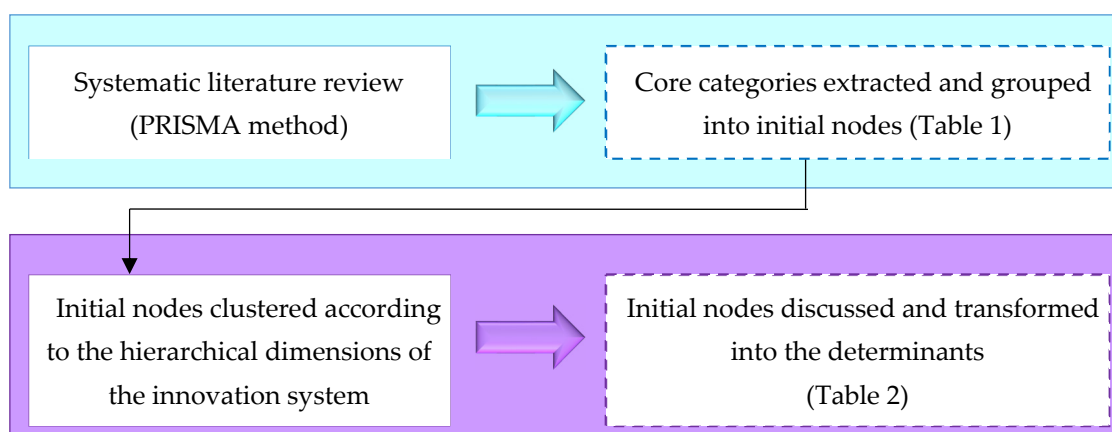 Systematic literature review
(PRISMA method)
Core categories extracted and grouped
into initial nodes (Table 1)
Initial nodes clustered according
to the hierarchical dimensions of
the innovation system
Initial nodes discussed and transformed
into the determinants
(Table 2)